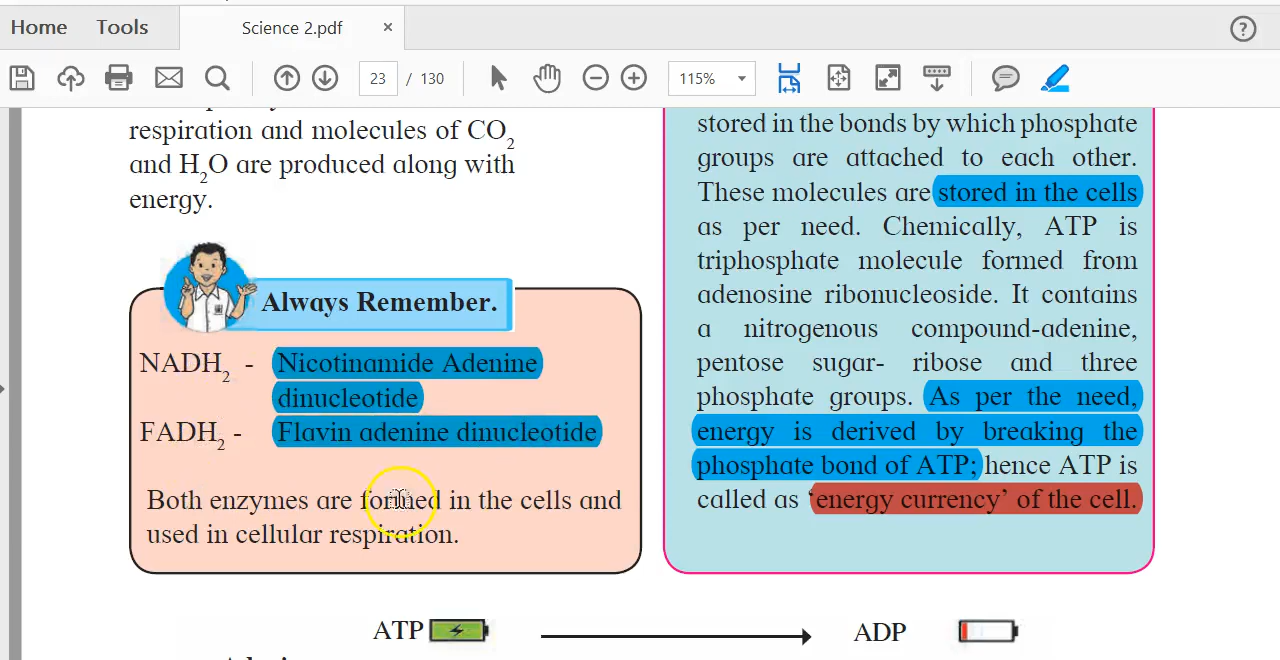 Home Tools Science 2.pdf × ?
23 / 130 115%
respiration and molecules of CO2
and H2O are produced along with
energy.
Always Remember.
NADH2 - Nicotinamide Adenine
dinucleotide
FADH2 - Flavin adenine dinucleotide
Both enzymes are formed in the cells and
used in cellular respiration.
stored in the bonds by which phosphate
groups are attached to each other.
These molecules are stored in the cells
as per need. Chemically, ATP is
triphosphate molecule formed from
adenosine ribonucleoside. It contains
a nitrogenous compound-adenine,
pentose sugar- ribose and three
phosphate groups. As per the need,
energy is derived by breaking the
phosphate bond of ATP; hence ATP is
called as ‘energy currency’ of the cell.
ATP ADP